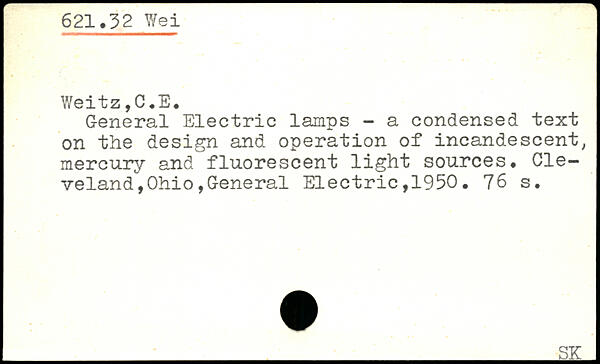 621.32 Wei
Weitz,C.E.
General Electric lamps - a condensed text
on the design and operation of incandescent,
mercury and fluorescent light sources. Cle-
veland,Ohio,General Electric,1950. 76 s.
SK